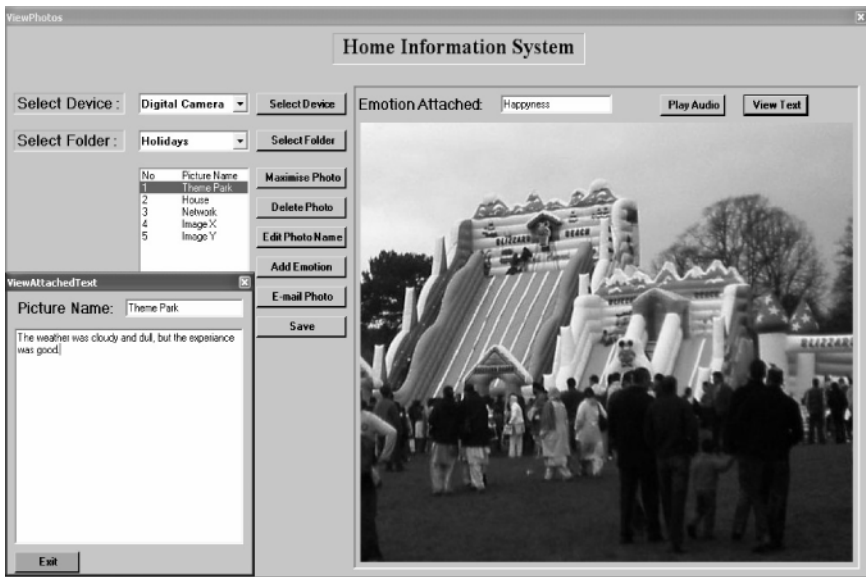 ViewPhotos
Home Information System
Select Device :
Digital Camera
Select Device
Select Folder :
Holidays
Select Folder
No Picture Name
1 Theme Park
2 House
3 Network
4 Image X
5 Image Y
Maximise Photo
Delete Photo
Edit Photo Name
Add Emotion
E-mail Photo
Save
Emotion Attached:
Happyness
Play Audio
View Text
BLIZZARD BEACH
BLIZZARD
ViewAttachedText
Picture Name:
Theme Park
The weather was cloudy and dull, but the experiance
was good.
Exit